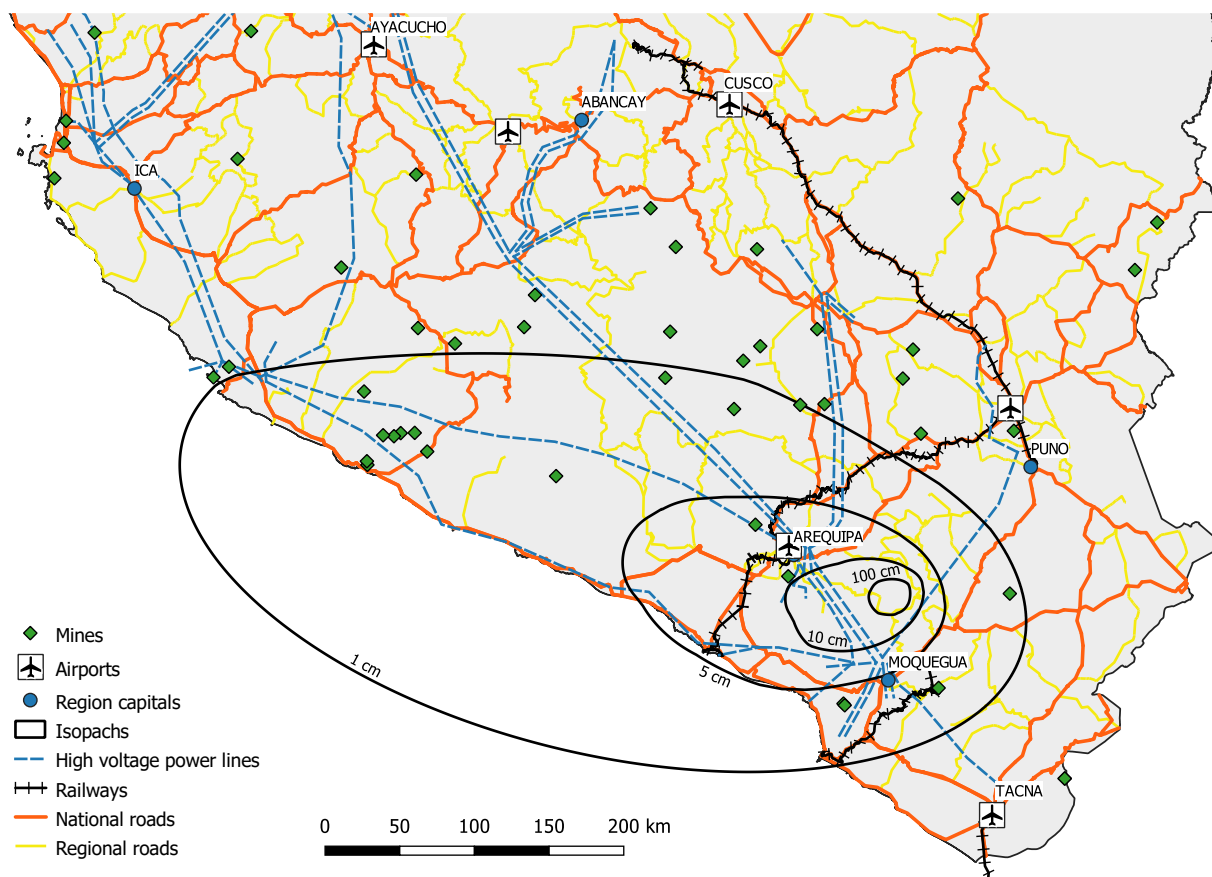 AYACUCHO
CUSCO
ABANCAY
ICA
PUNO
AREQUIPA
100 cm
10 cm
MOQUEGUA
5 cm
1 cm
TACNA
Mines
Airports
Region capitals
Isopachs
High voltage power lines
Railways
National roads
Regional roads
0 50 100 150 200 km